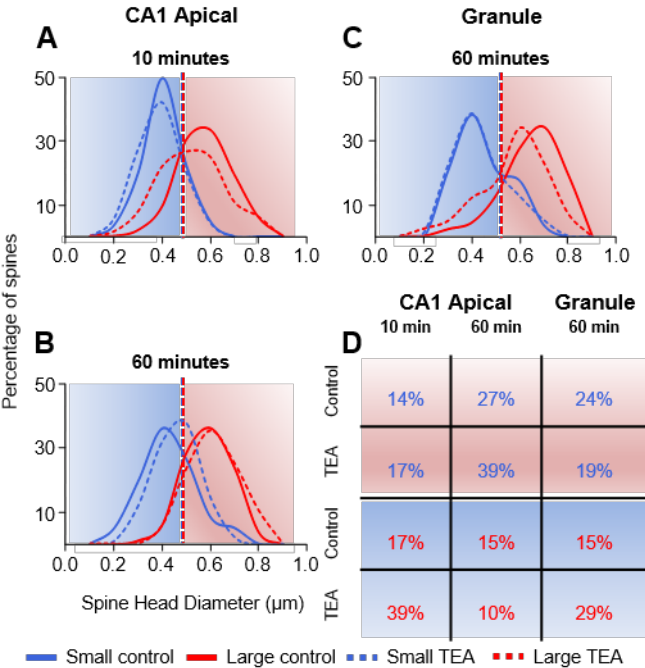 CA1 Apical
Granule
A
10 minutes
C
60 minutes
50
30
10
0.0 0.2 0.4 0.6 0.8 1.0
50
30
10
0.0 0.2 0.4 0.6 0.8 1.0
Percentage of spines
B
60 minutes
50
30
10
0.0 0.2 0.4 0.6 0.8 1.0
Spine Head Diameter (µm)
D
CA1 Apical Granule
10 min 60 min 60 min
Control 14% 27% 24%
TEA 17% 39% 19%
Control 17% 15% 15%
TEA 39% 10% 29%
Small control Large control Small TEA Large TEA